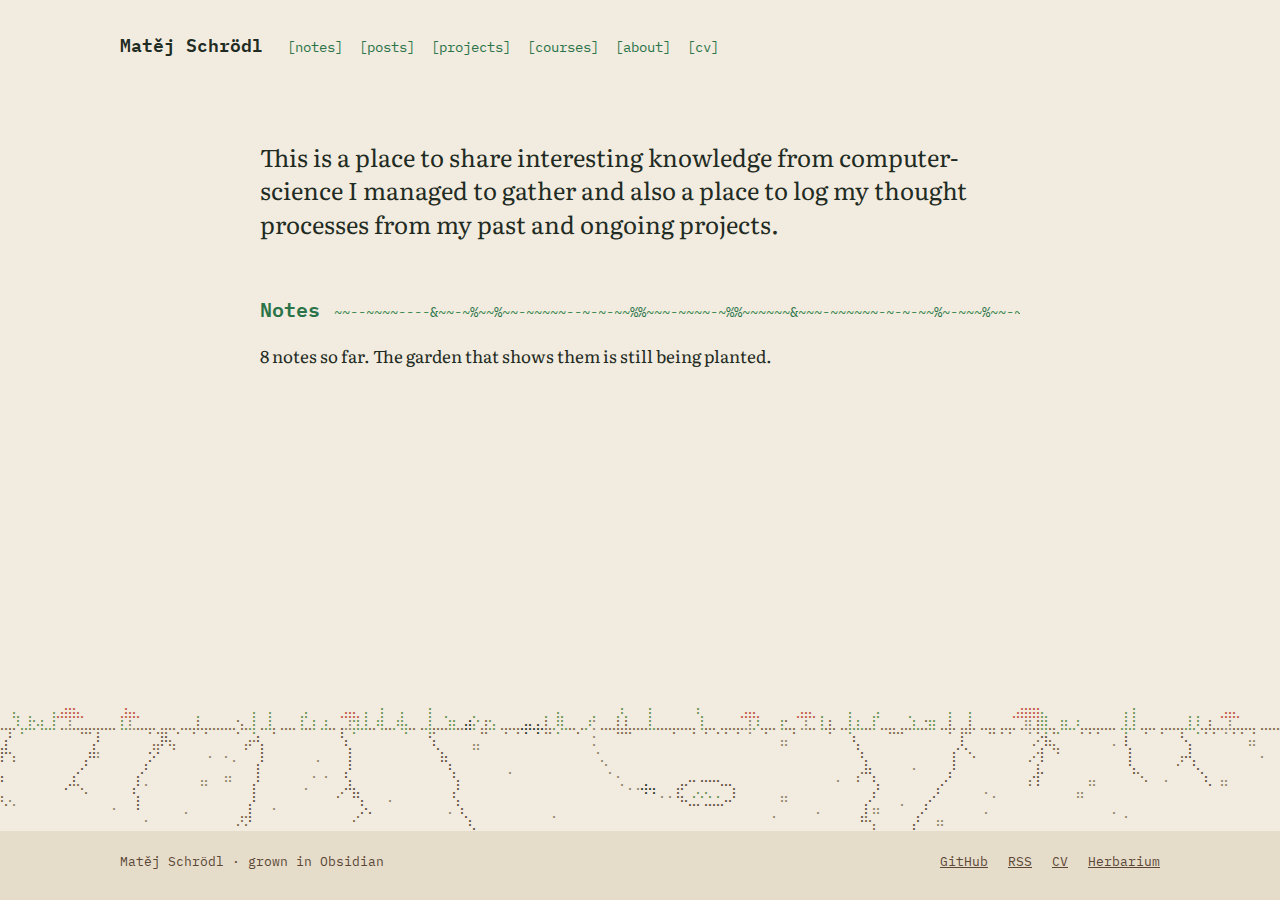 Matěj Schrödl [notes] [posts] [projects] [courses] [about] [cv]
This is a place to share interesting knowledge from computer-
science I managed to gather and also a place to log my thought
processes from my past and ongoing projects.
Notes ~~--~~~~----&~~-~%~~%~~-~~~~~--~-~-~~%%~~~-~~~~-~%%~~~~~~&~~~-~~~~~~-~-~-~~%~-~~~%~~-~
8 notes so far. The garden that shows them is still being planted.
Matěj Schrödl · grown in Obsidian GitHub RSS CV Herbarium